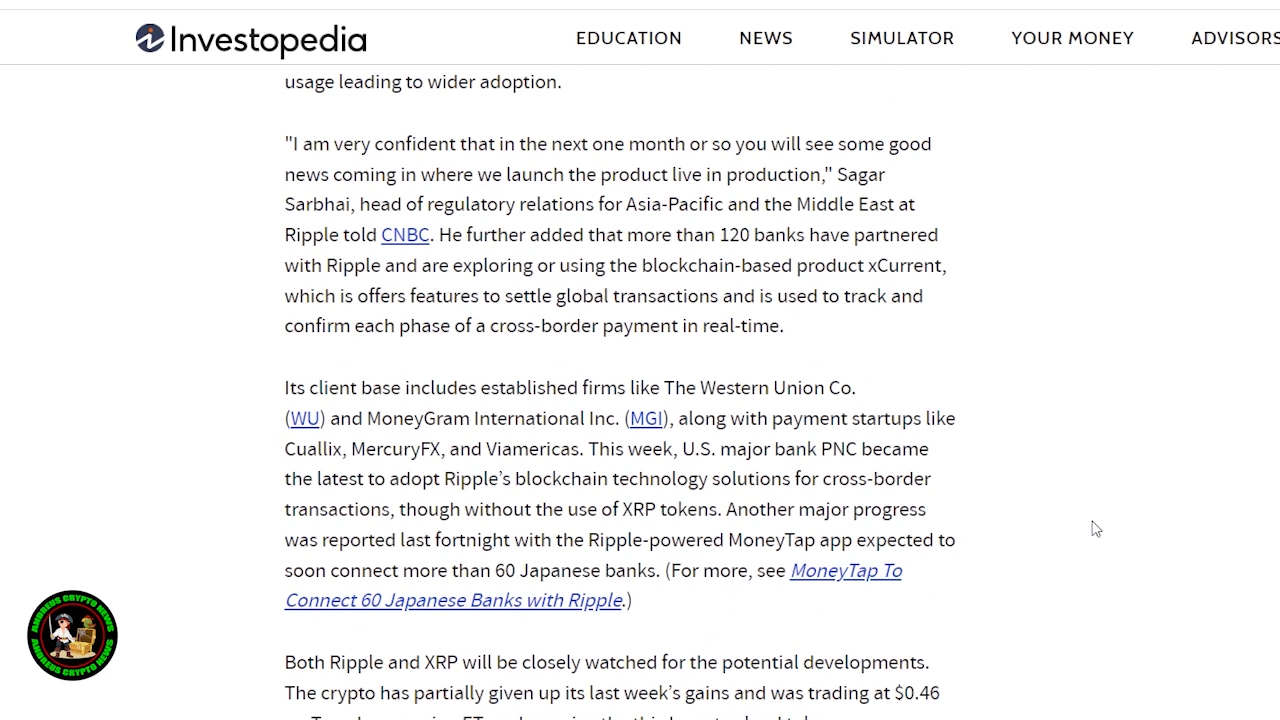 Investopedia
EDUCATION NEWS SIMULATOR YOUR MONEY ADVISORS
usage leading to wider adoption.
"I am very confident that in the next one month or so you will see some good
news coming in where we launch the product live in production," Sagar
Sarbhai, head of regulatory relations for Asia-Pacific and the Middle East at
Ripple told CNBC. He further added that more than 120 banks have partnered
with Ripple and are exploring or using the blockchain-based product xCurrent,
which is offers features to settle global transactions and is used to track and
confirm each phase of a cross-border payment in real-time.
Its client base includes established firms like The Western Union Co.
(WU) and MoneyGram International Inc. (MGI), along with payment startups like
Cuallix, MercuryFX, and Viamericas. This week, U.S. major bank PNC became
the latest to adopt Ripple’s blockchain technology solutions for cross-border
transactions, though without the use of XRP tokens. Another major progress
was reported last fortnight with the Ripple-powered MoneyTap app expected to
soon connect more than 60 Japanese banks. (For more, see MoneyTap To
Connect 60 Japanese Banks with Ripple.)
Both Ripple and XRP will be closely watched for the potential developments.
The crypto has partially given up its last week’s gains and was trading at $0.46
ANDREUS CRYPTO NEWS
ANDREUS CRYPTO NEWS